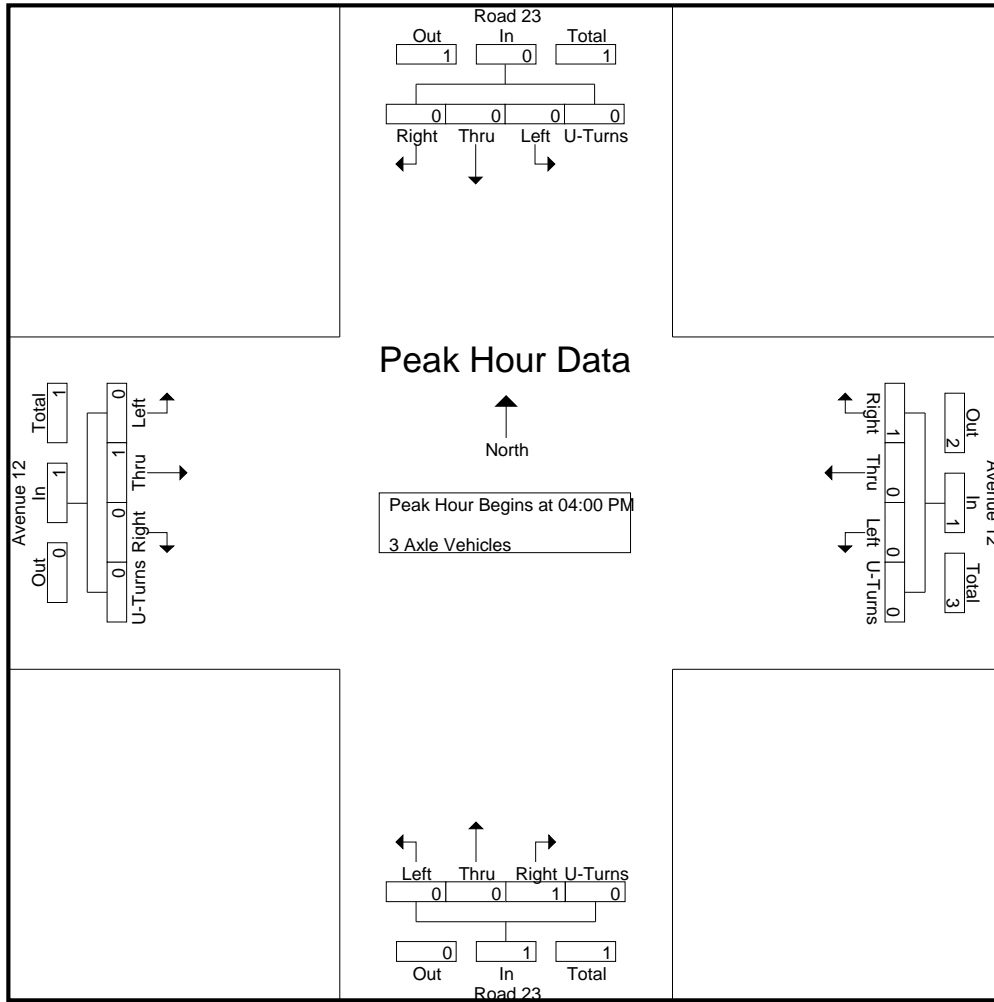 Road 23
Out In Total
1 0 1
0 0 0 0
Right Thru Left U-Turns
Peak Hour Data
North
Peak Hour Begins at 04:00 PM
3 Axle Vehicles
Avenue 12
Total In Out
1 1 0
0 1 0 0
Left Thru Right U-Turns
Avenue 12
Out In Total
2 1 3
1 0 0 0
Right Thru Left U-Turns
Left Thru Right U-Turns
0 0 1 0
0 1 1
Out In Total
Road 23